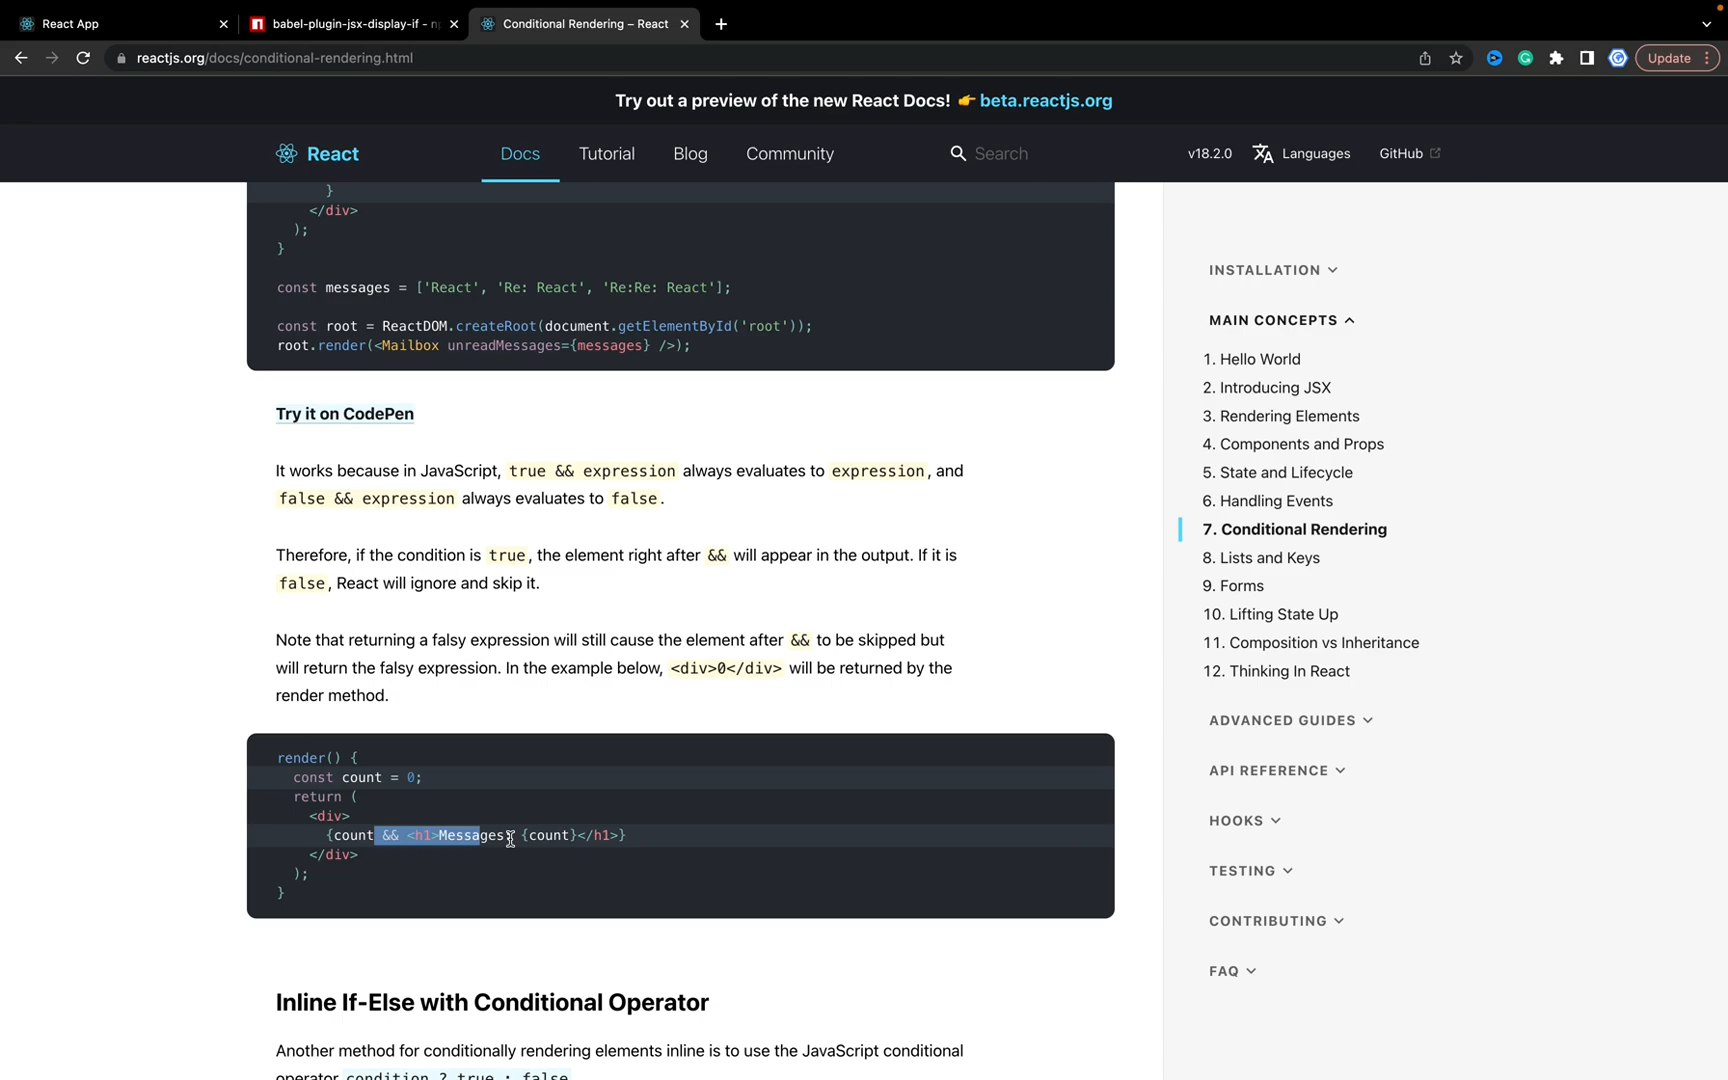 React App
babel-plugin-jsx-display-if - n
Conditional Rendering – React
reactjs.org/docs/conditional-rendering.html
Update
Try out a preview of the new React Docs! 👉 beta.reactjs.org
React
Docs
Tutorial
Blog
Community
Search
v18.2.0
Languages
GitHub
}
</div>
);
}
const messages = ['React', 'Re: React', 'Re:Re: React'];
const root = ReactDOM.createRoot(document.getElementById('root'));
root.render(<Mailbox unreadMessages={messages} />);
Try it on CodePen
It works because in JavaScript, true && expression always evaluates to expression, and
false && expression always evaluates to false.
Therefore, if the condition is true, the element right after && will appear in the output. If it is
false, React will ignore and skip it.
Note that returning a falsy expression will still cause the element after && to be skipped but
will return the falsy expression. In the example below, <div>0</div> will be returned by the
render method.
render() {
const count = 0;
return (
<div>
{count && <h1>Messages: {count}</h1>}
</div>
);
}
Inline If-Else with Conditional Operator
Another method for conditionally rendering elements inline is to use the JavaScript conditional
operator condition ? true : false
INSTALLATION
MAIN CONCEPTS
1. Hello World
2. Introducing JSX
3. Rendering Elements
4. Components and Props
5. State and Lifecycle
6. Handling Events
7. Conditional Rendering
8. Lists and Keys
9. Forms
10. Lifting State Up
11. Composition vs Inheritance
12. Thinking In React
ADVANCED GUIDES
API REFERENCE
HOOKS
TESTING
CONTRIBUTING
FAQ